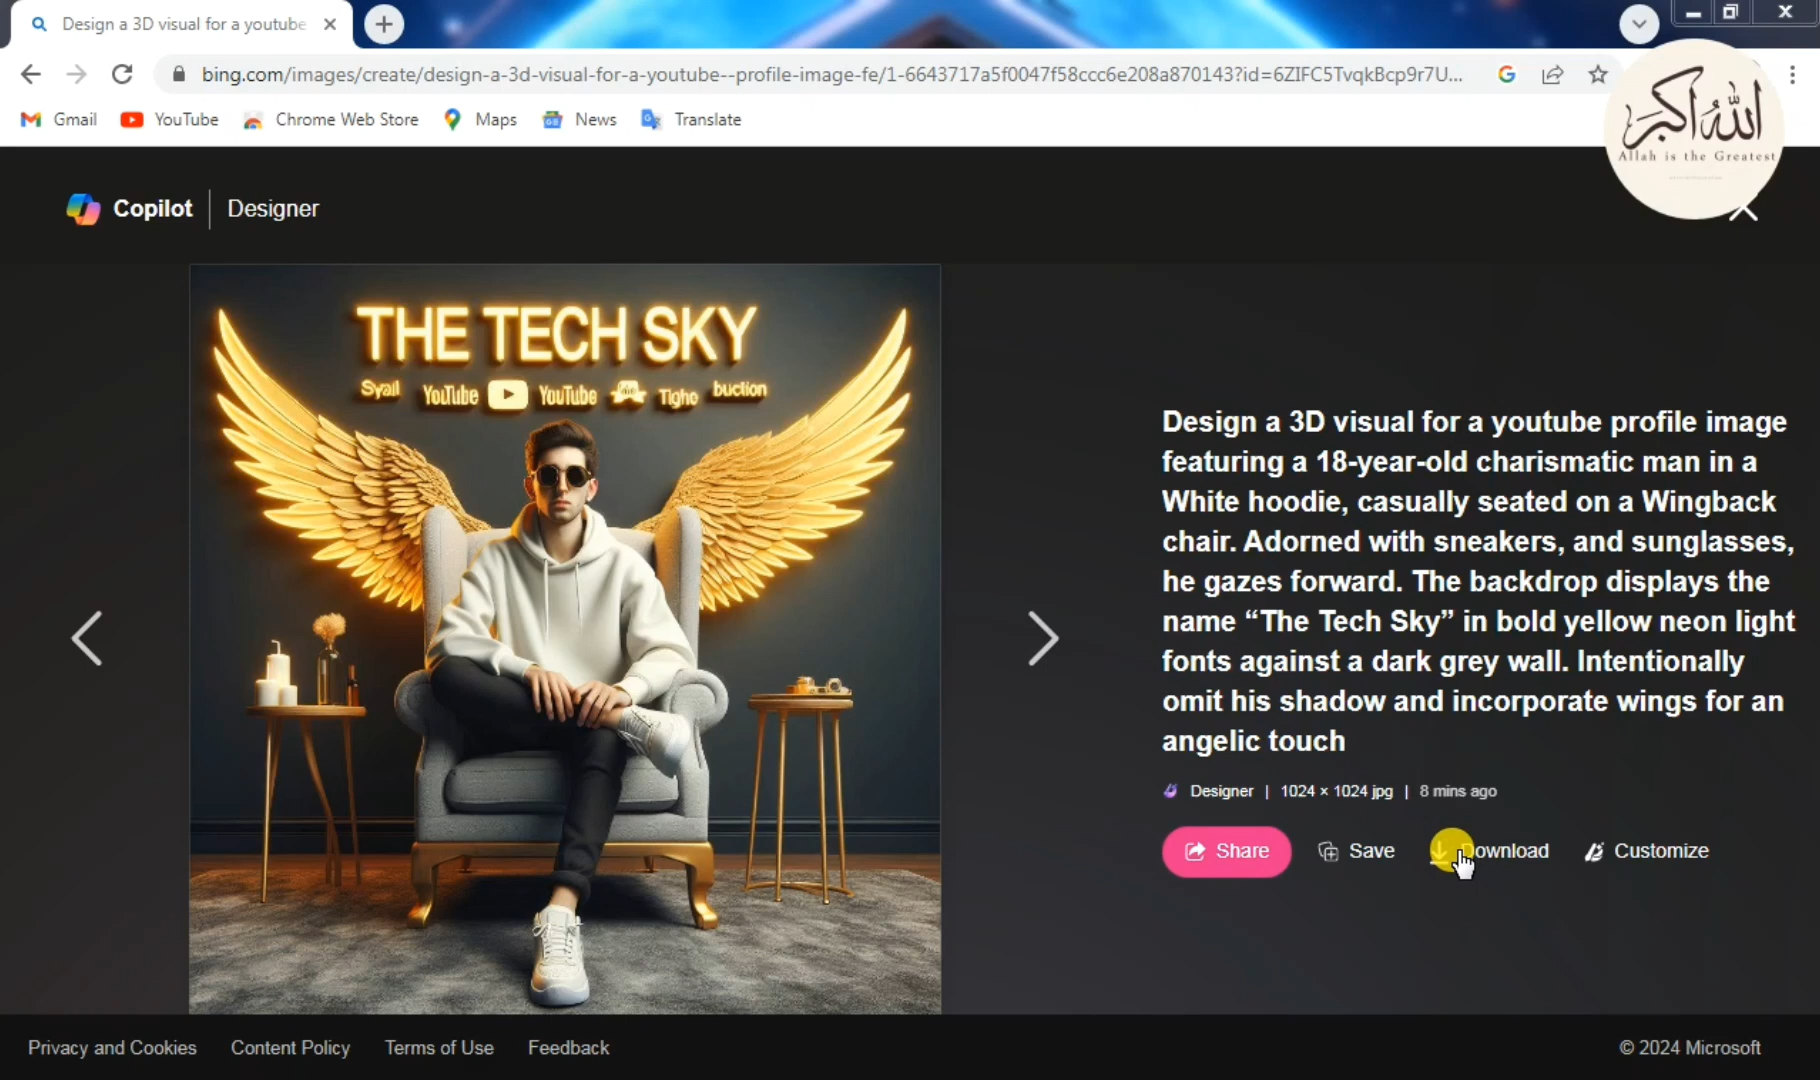 Design a 3D visual for a youtube
bing.com/images/create/design-a-3d-visual-for-a-youtube--profile-image-fe/1-6643717a5f0047f58ccc6e208a870143?id=6ZIFC5TvqkBcp9r7U...
Gmail
YouTube
Chrome Web Store
Maps
News
Translate
الله أكبر
Allah is the Greatest
Copilot
Designer
THE TECH SKY
Syail YouTube YouTube Tigho buction
Design a 3D visual for a youtube profile image
featuring a 18-year-old charismatic man in a
White hoodie, casually seated on a Wingback
chair. Adorned with sneakers, and sunglasses,
he gazes forward. The backdrop displays the
name “The Tech Sky” in bold yellow neon light
fonts against a dark grey wall. Intentionally
omit his shadow and incorporate wings for an
angelic touch
Designer | 1024 × 1024 jpg | 8 mins ago
Share
Save
Download
Customize
Privacy and Cookies
Content Policy
Terms of Use
Feedback
© 2024 Microsoft